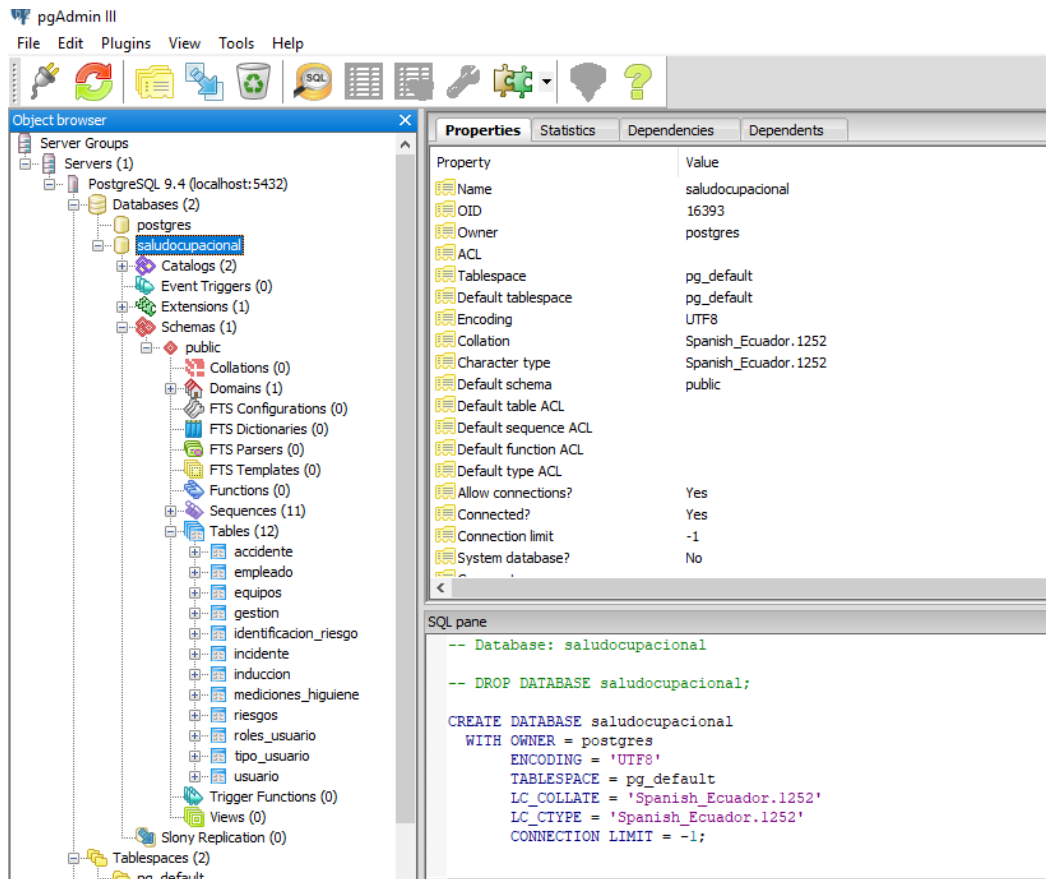 pgAdmin III
File Edit Plugins View Tools Help
SQL
Object browser
Server Groups
Servers (1)
PostgreSQL 9.4 (localhost:5432)
Databases (2)
postgres
saludocupacional
Catalogs (2)
Event Triggers (0)
Extensions (1)
Schemas (1)
public
Collations (0)
Domains (1)
FTS Configurations (0)
FTS Dictionaries (0)
FTS Parsers (0)
FTS Templates (0)
Functions (0)
Sequences (11)
Tables (12)
accidente
empleado
equipos
gestion
identificacion_riesgo
incidente
induccion
mediciones_higuiene
riesgos
roles_usuario
tipo_usuario
usuario
Trigger Functions (0)
Views (0)
Slony Replication (0)
Tablespaces (2)
pg_default
Properties Statistics Dependencies Dependents
Property Value
Name saludocupacional
OID 16393
Owner postgres
ACL
Tablespace pg_default
Default tablespace pg_default
Encoding UTF8
Collation Spanish_Ecuador.1252
Character type Spanish_Ecuador.1252
Default schema public
Default table ACL
Default sequence ACL
Default function ACL
Default type ACL
Allow connections? Yes
Connected? Yes
Connection limit -1
System database? No
SQL pane
-- Database: saludocupacional
-- DROP DATABASE saludocupacional;
CREATE DATABASE saludocupacional
WITH OWNER = postgres
ENCODING = 'UTF8'
TABLESPACE = pg_default
LC_COLLATE = 'Spanish_Ecuador.1252'
LC_CTYPE = 'Spanish_Ecuador.1252'
CONNECTION LIMIT = -1;